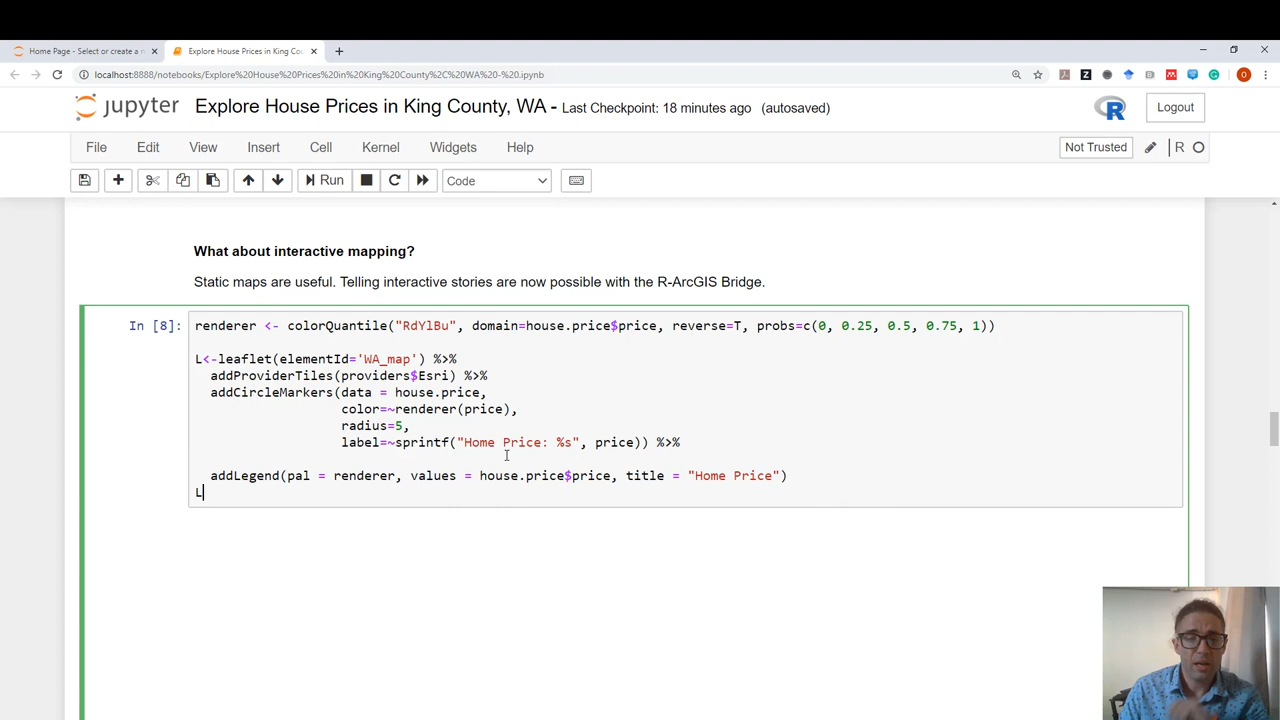 Home Page - Select or create a n
Explore House Prices in King Cou
localhost:8888/notebooks/Explore%20House%20Prices%20in%20King%20County%2C%20WA%20-%20.ipynb
O
jupyter Explore House Prices in King County, WA - Last Checkpoint: 18 minutes ago (autosaved)
R
Logout
File Edit View Insert Cell Kernel Widgets Help
Not Trusted
R
Run
Code
What about interactive mapping?
Static maps are useful. Telling interactive stories are now possible with the R-ArcGIS Bridge.
In [8]:
renderer <- colorQuantile("RdYlBu", domain=house.price$price, reverse=T, probs=c(0, 0.25, 0.5, 0.75, 1))
L<-leaflet(elementId='WA_map') %>%
addProviderTiles(providers$Esri) %>%
addCircleMarkers(data = house.price,
color=~renderer(price),
radius=5,
label=~sprintf("Home Price: %s", price)) %>%
addLegend(pal = renderer, values = house.price$price, title = "Home Price")
L